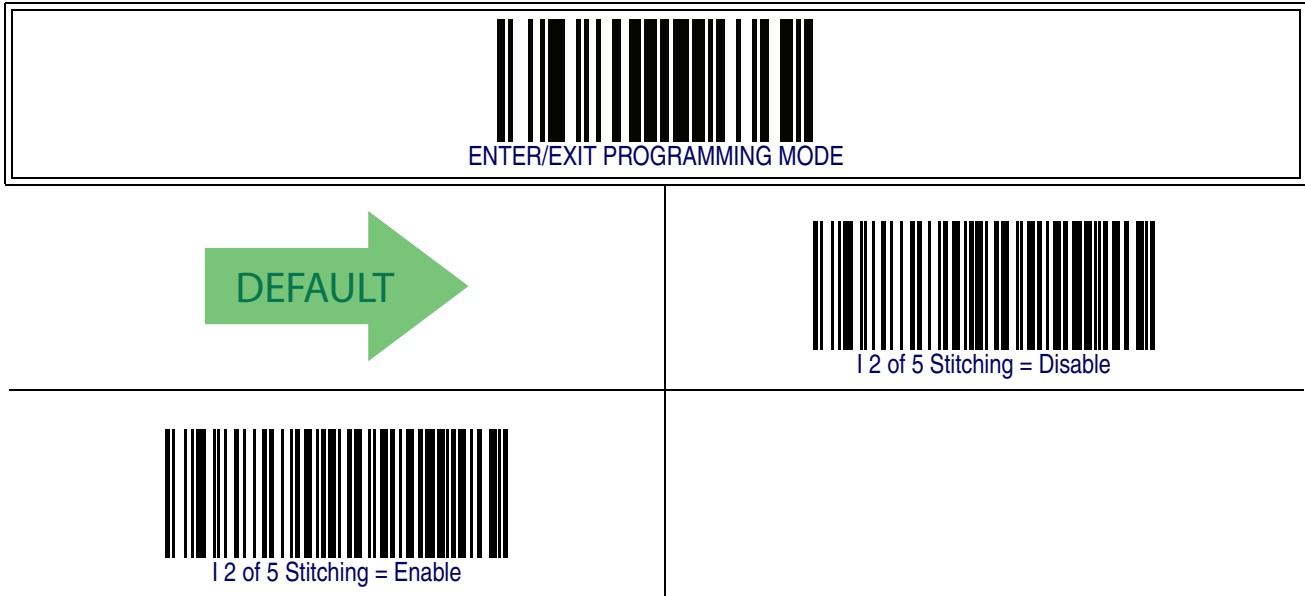 ENTER/EXIT PROGRAMMING MODE
DEFAULT
I 2 of 5 Stitching = Disable
I 2 of 5 Stitching = Enable